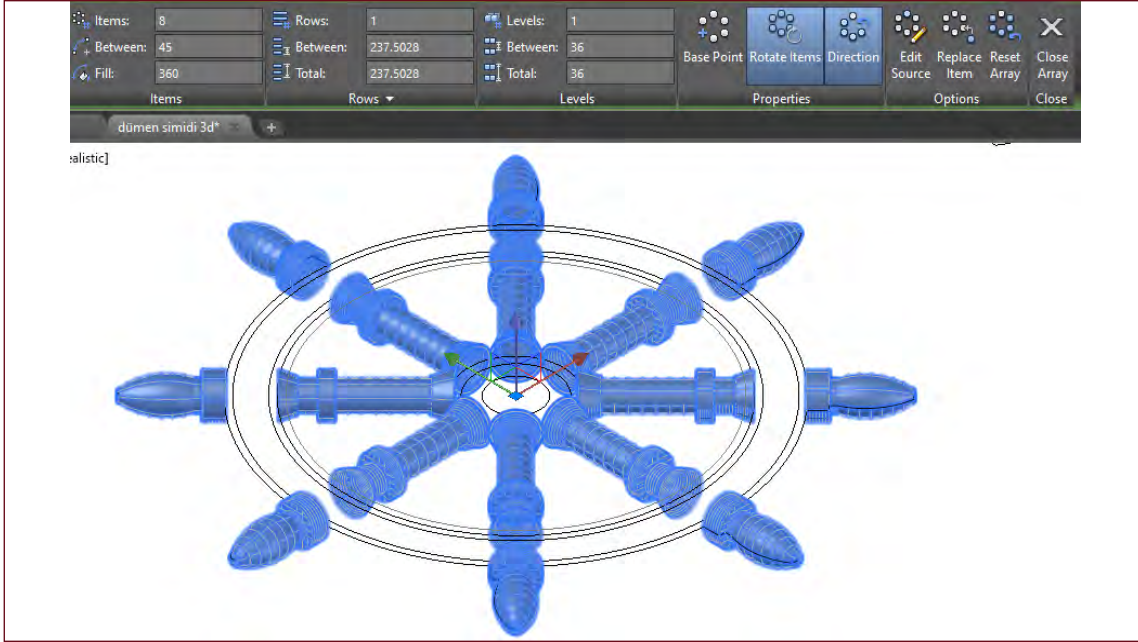 Items: 8 Rows: 1 Levels: 1
Between: 45 Between: 237.5028 Between: 36 Base Point Rotate Items Direction Edit Source Replace Item Reset Array Close Array
Fill: 360 Total: 237.5028 Total: 36
Items Rows Levels Properties Options Close
dümen simidi 3d* +
ealistic]